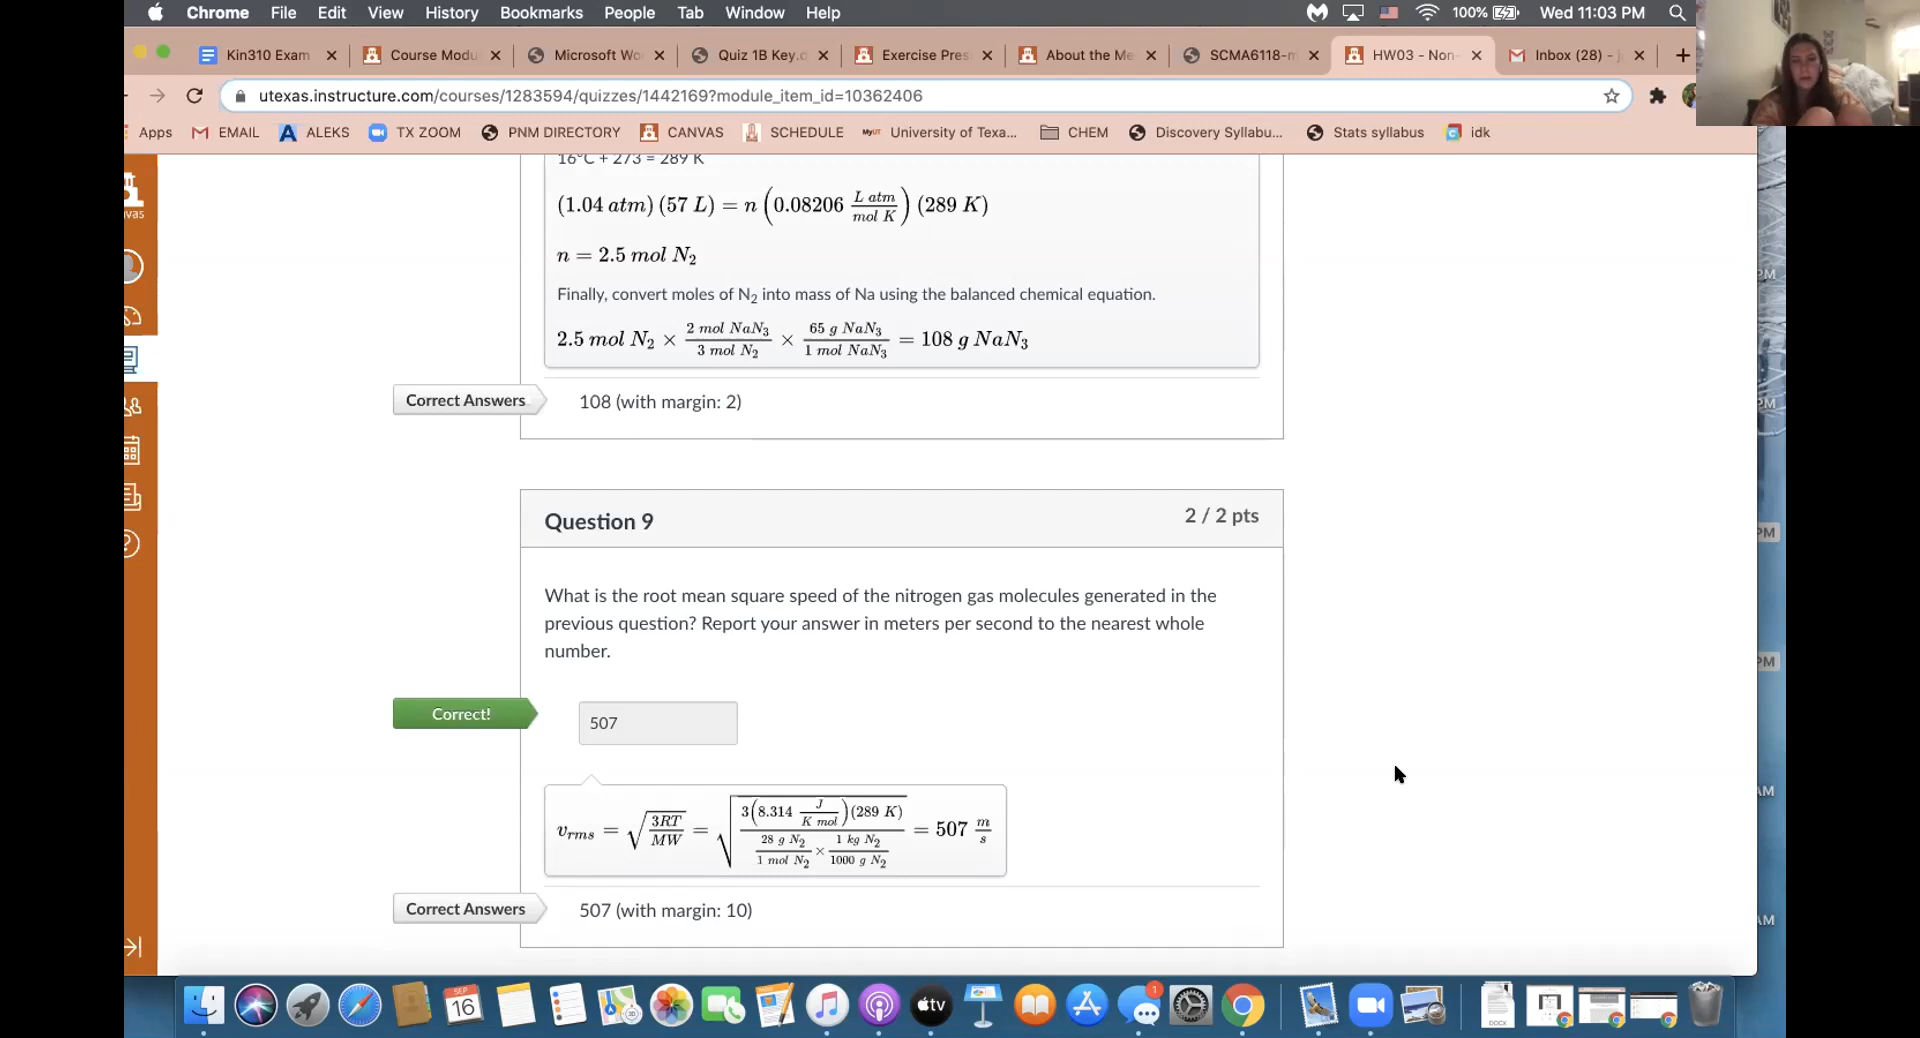 Chrome File Edit View History Bookmarks People Tab Window Help 100% Wed 11:03 PM
Kin310 Exam Course Modu Microsoft Wo Quiz 1B Key.d Exercise Pres About the Me SCMA6118-m HW03 - Non- Inbox (28) -
utexas.instructure.com/courses/1283594/quizzes/1442169?module_item_id=10362406
Apps EMAIL ALEKS TX ZOOM PNM DIRECTORY CANVAS SCHEDULE University of Texa... CHEM Discovery Syllabu... Stats syllabus idk
16°C + 273 = 289 K
(1.04 atm) (57 L) = n (0.08206 L atm / mol K) (289 K)
n = 2.5 mol N₂
Finally, convert moles of N₂ into mass of Na using the balanced chemical equation.
2.5 mol N₂ × 2 mol NaN₃ / 3 mol N₂ × 65 g NaN₃ / 1 mol NaN₃ = 108 g NaN₃
Correct Answers 108 (with margin: 2)
Question 9 2 / 2 pts
What is the root mean square speed of the nitrogen gas molecules generated in the
previous question? Report your answer in meters per second to the nearest whole
number.
Correct! 507
vrms = √(3RT / MW) = √(3(8.314 J / K mol)(289 K) / (28 g N₂ / 1 mol N₂ × 1 kg N₂ / 1000 g N₂)) = 507 m / s
Correct Answers 507 (with margin: 10)
SEP
16
tv
1
DOCX